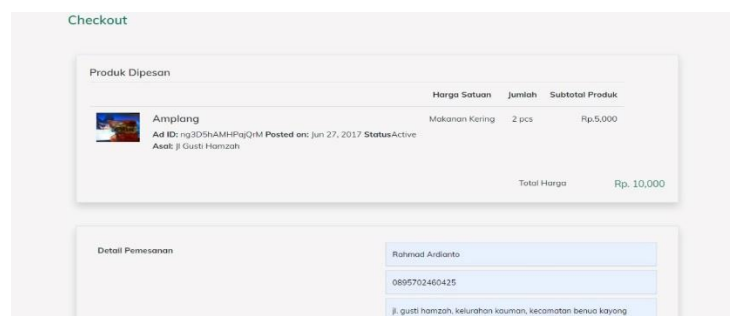 Checkout
Produk Dipesan
Harga Satuan Jumlah Subtotal Produk
Amplang Makanan Kering 2 pcs Rp.5,000
Ad ID: ng3D5hAMHPajQrM Posted on: Jun 27, 2017 StatusActive
Asal: Jl Gusti Hamzah
Total Harga Rp. 10,000
Detail Pemesanan
Rahmad Ardianto
0895702460425
jl. gusti hamzah, kelurahan kauman, kecamatan benua kayong